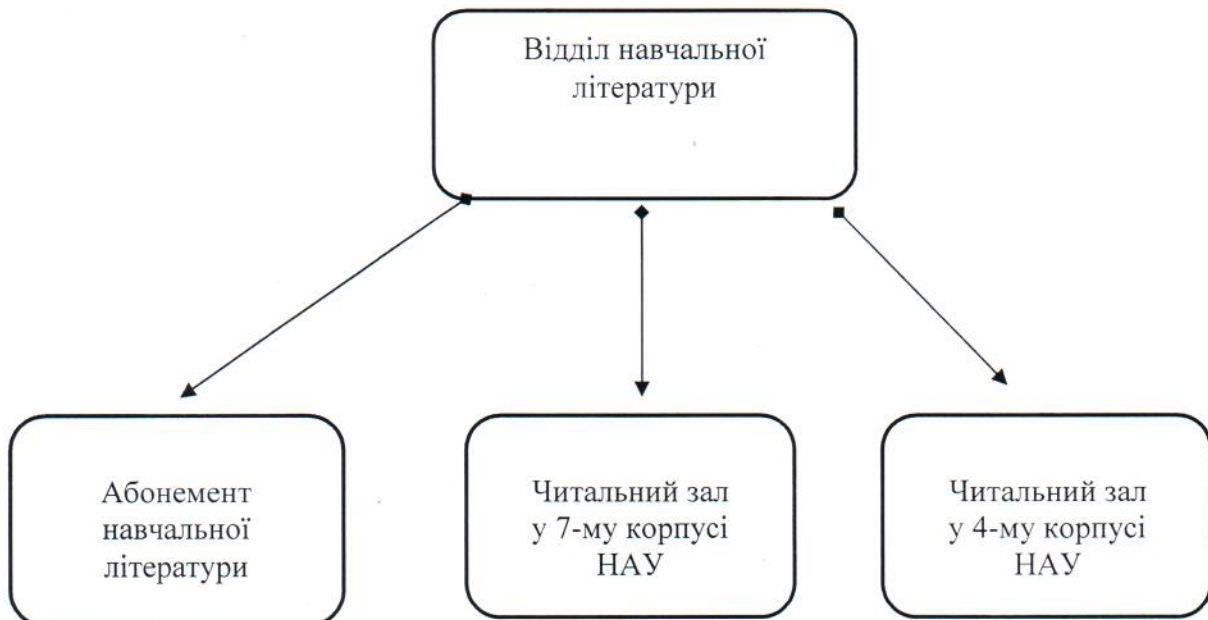 Відділ навчальної
літератури
Абонемент
навчальної
літератури
Читальний зал
у 7-му корпусі
НАУ
Читальний зал
у 4-му корпусі
НАУ